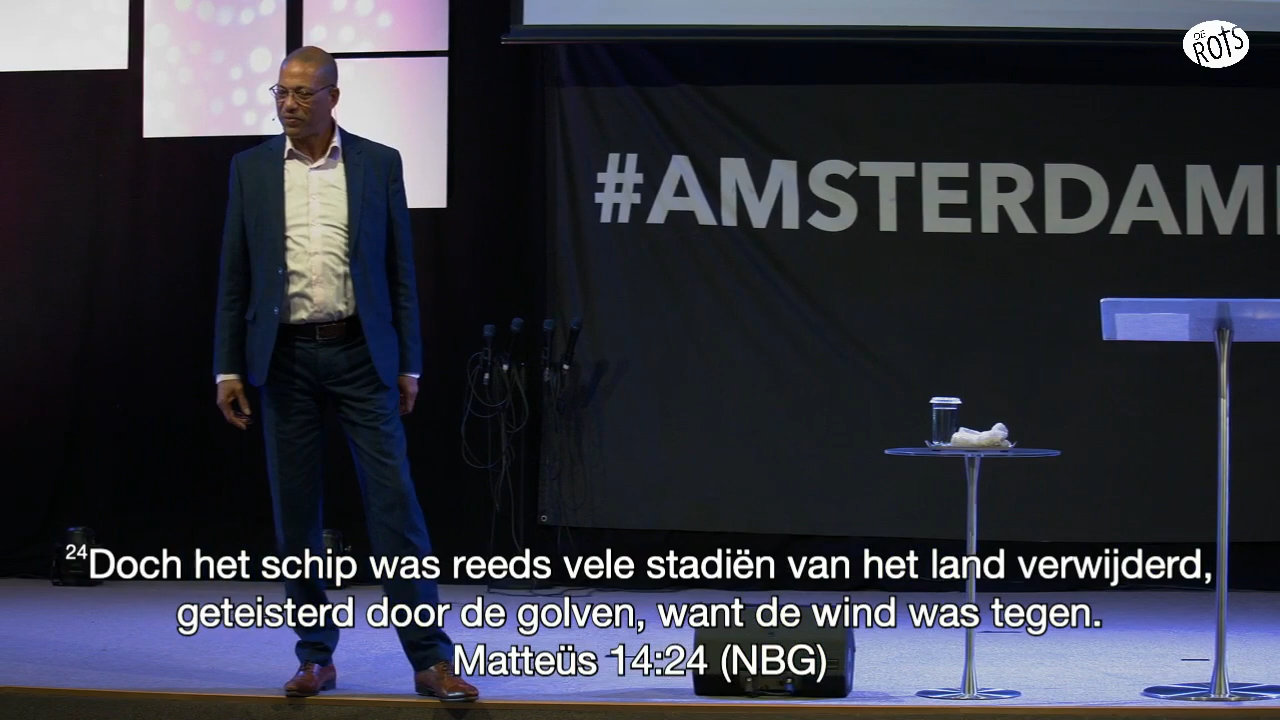 DE
ROTS
#AMSTERDAM
²⁴Doch het schip was reeds vele stadiën van het land verwijderd,
geteisterd door de golven, want de wind was tegen.
Matteüs 14:24 (NBG)